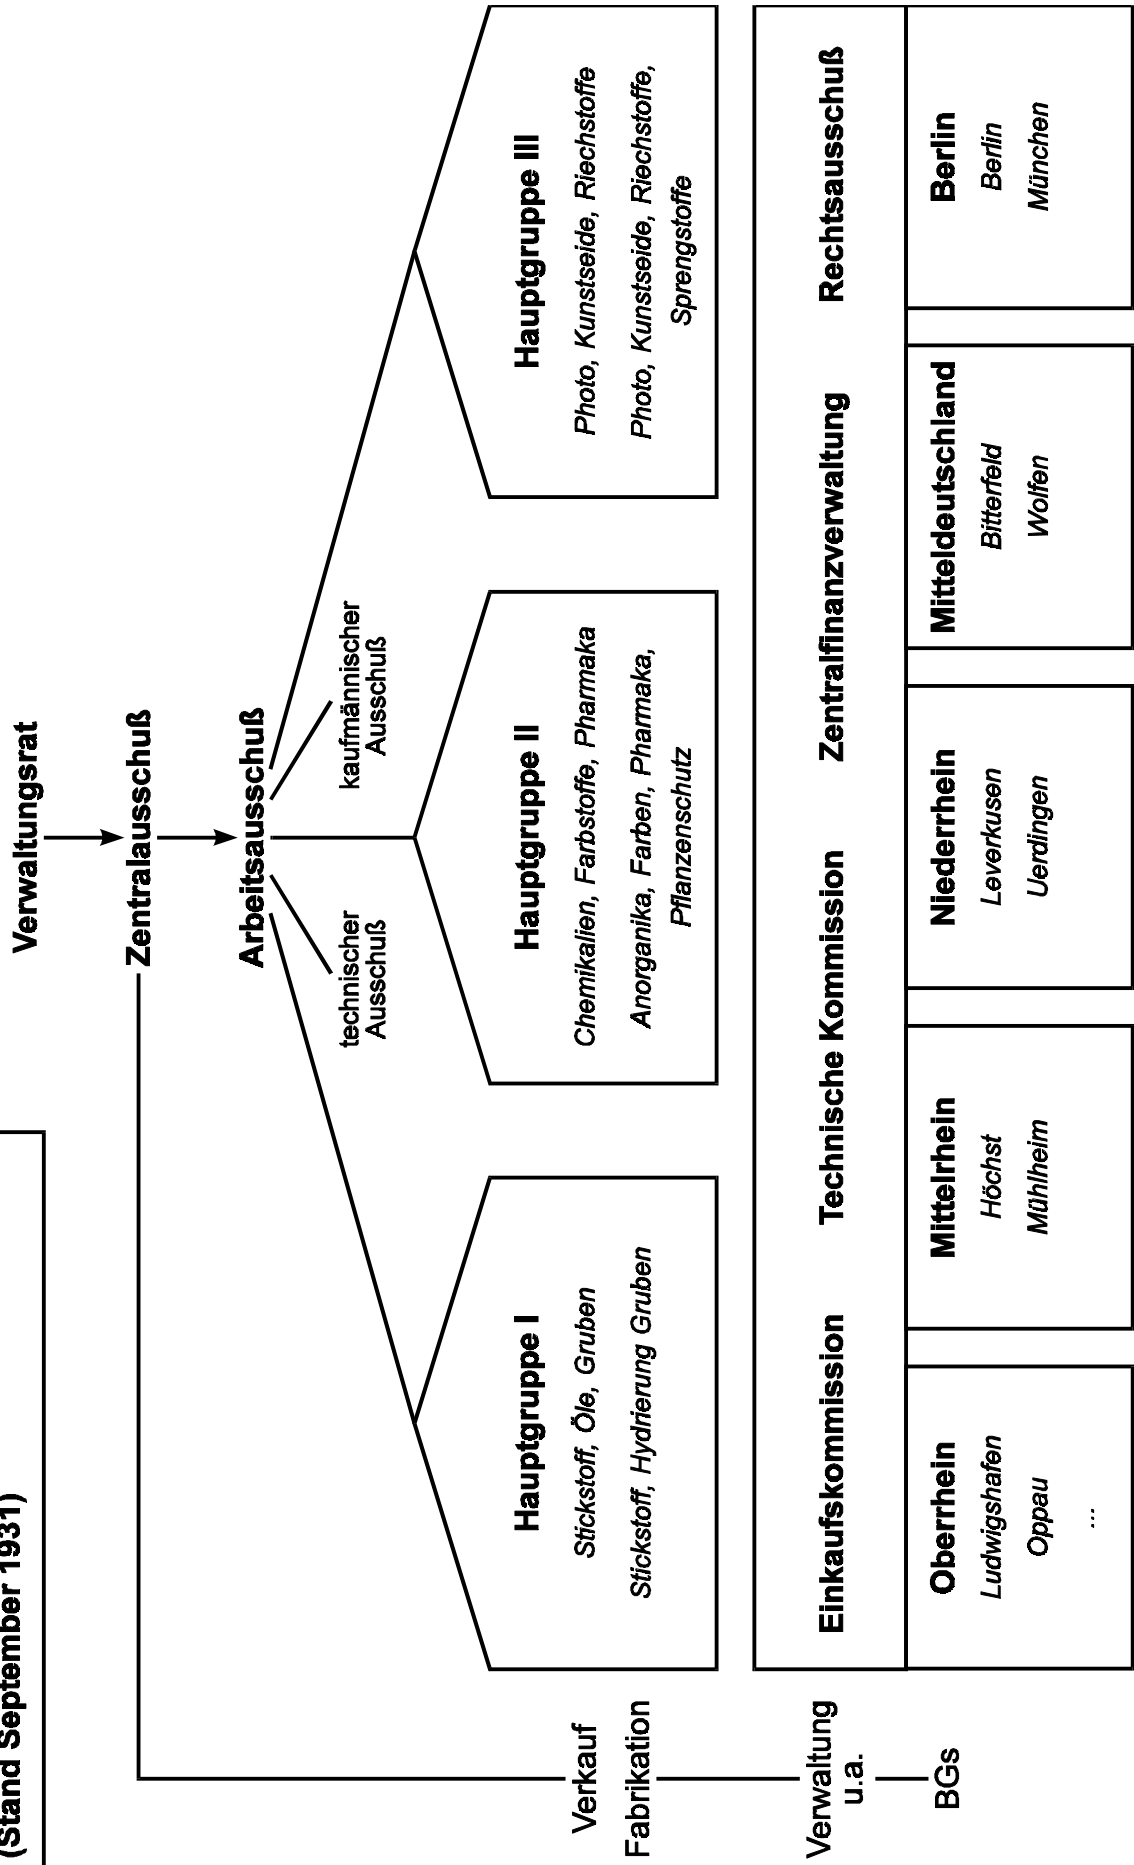 (Stand September 1931)
Verwaltungsrat
Zentralausschuß
Arbeitsausschuß
technischer
Ausschuß
kaufmännischer
Ausschuß
Verkauf
Fabrikation
Hauptgruppe I
Stickstoff, Öle, Gruben
Stickstoff, Hydrierung Gruben
Hauptgruppe II
Chemikalien, Farbstoffe, Pharmaka
Anorganika, Farben, Pharmaka,
Pflanzenschutz
Hauptgruppe III
Photo, Kunstseide, Riechstoffe
Photo, Kunstseide, Riechstoffe,
Sprengstoffe
Verwaltung
u.a.
Einkaufskommission
Technische Kommission
Zentralfinanzverwaltung
Rechtsausschuß
BGs
Oberrhein
Ludwigshafen
Oppau
...
Mittelrhein
Höchst
Mühlheim
Niederrhein
Leverkusen
Uerdingen
Mitteldeutschland
Bitterfeld
Wolfen
Berlin
Berlin
München